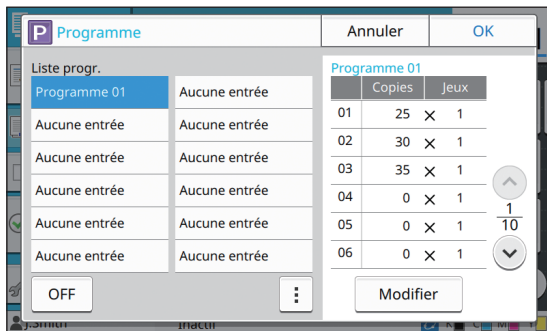 P Programme
Annuler
OK
Liste progr.
Programme 01
Aucune entrée
Aucune entrée
Aucune entrée
Aucune entrée
Aucune entrée
Aucune entrée
Aucune entrée
Aucune entrée
Aucune entrée
Aucune entrée
Aucune entrée
OFF
Programme 01
Copies Jeux
01 25 × 1
02 30 × 1
03 35 × 1
04 0 × 1
05 0 × 1
06 0 × 1
1
10
Modifier
J.Smith
Inactif
K C M Y